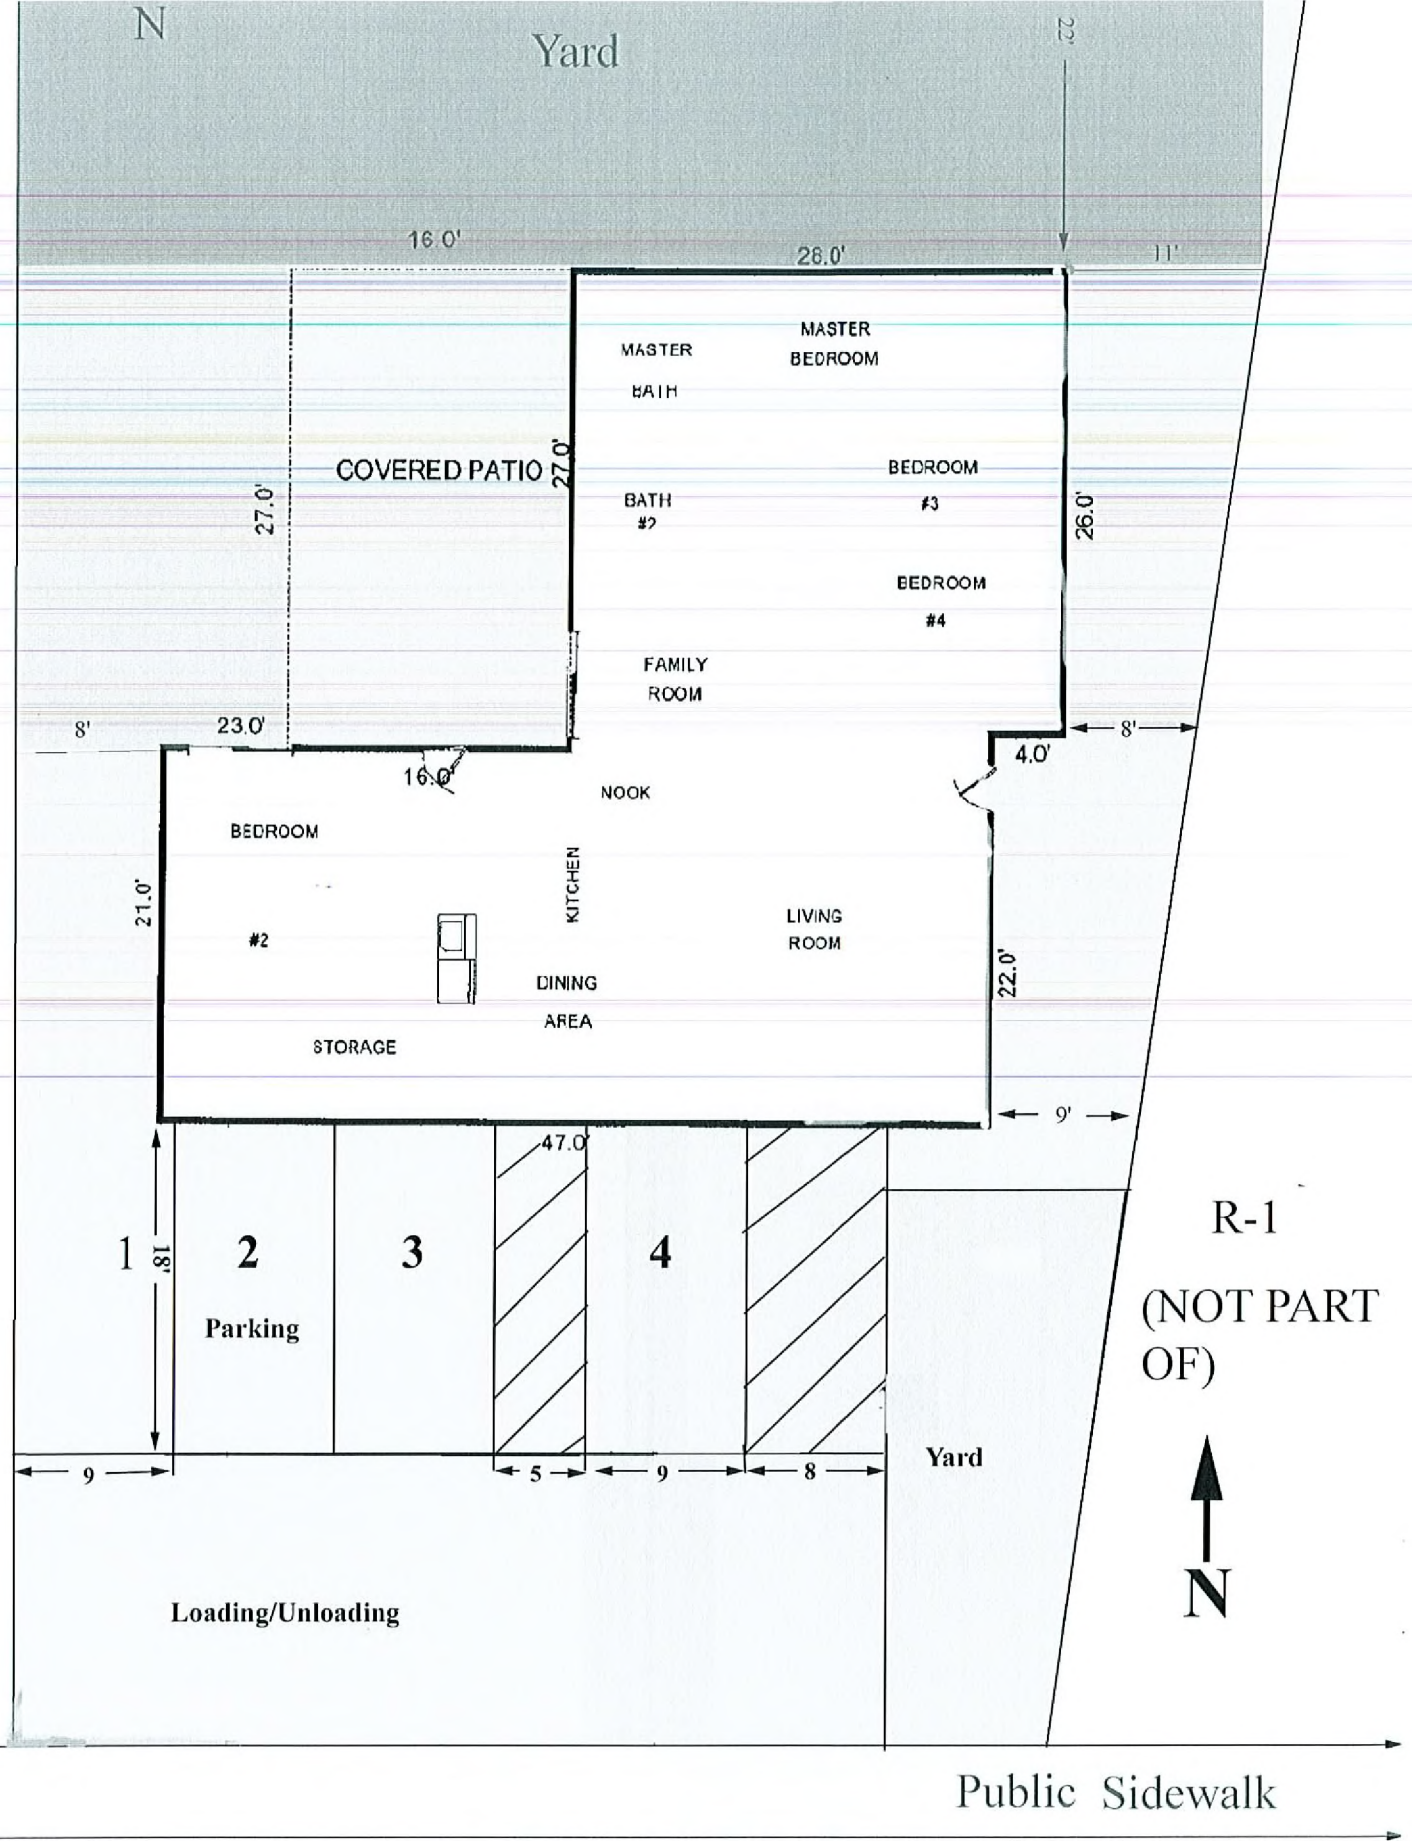 N
Yard
22'
16.0'
28.0'
11'
MASTER
BATH
MASTER
BEDROOM
COVERED PATIO
27.0'
27.0'
BEDROOM
#3
BATH
#2
26.0'
BEDROOM
#4
FAMILY
ROOM
8'
23.0'
8'
4.0'
16.0'
NOOK
BEDROOM
#2
KITCHEN
21.0'
LIVING
ROOM
22.0'
DINING
AREA
STORAGE
9'
47.0'
1
18'
2
3
4
Parking
R-1
(NOT PART
OF)
9
5
9
8
Yard
N
Loading/Unloading
Public Sidewalk